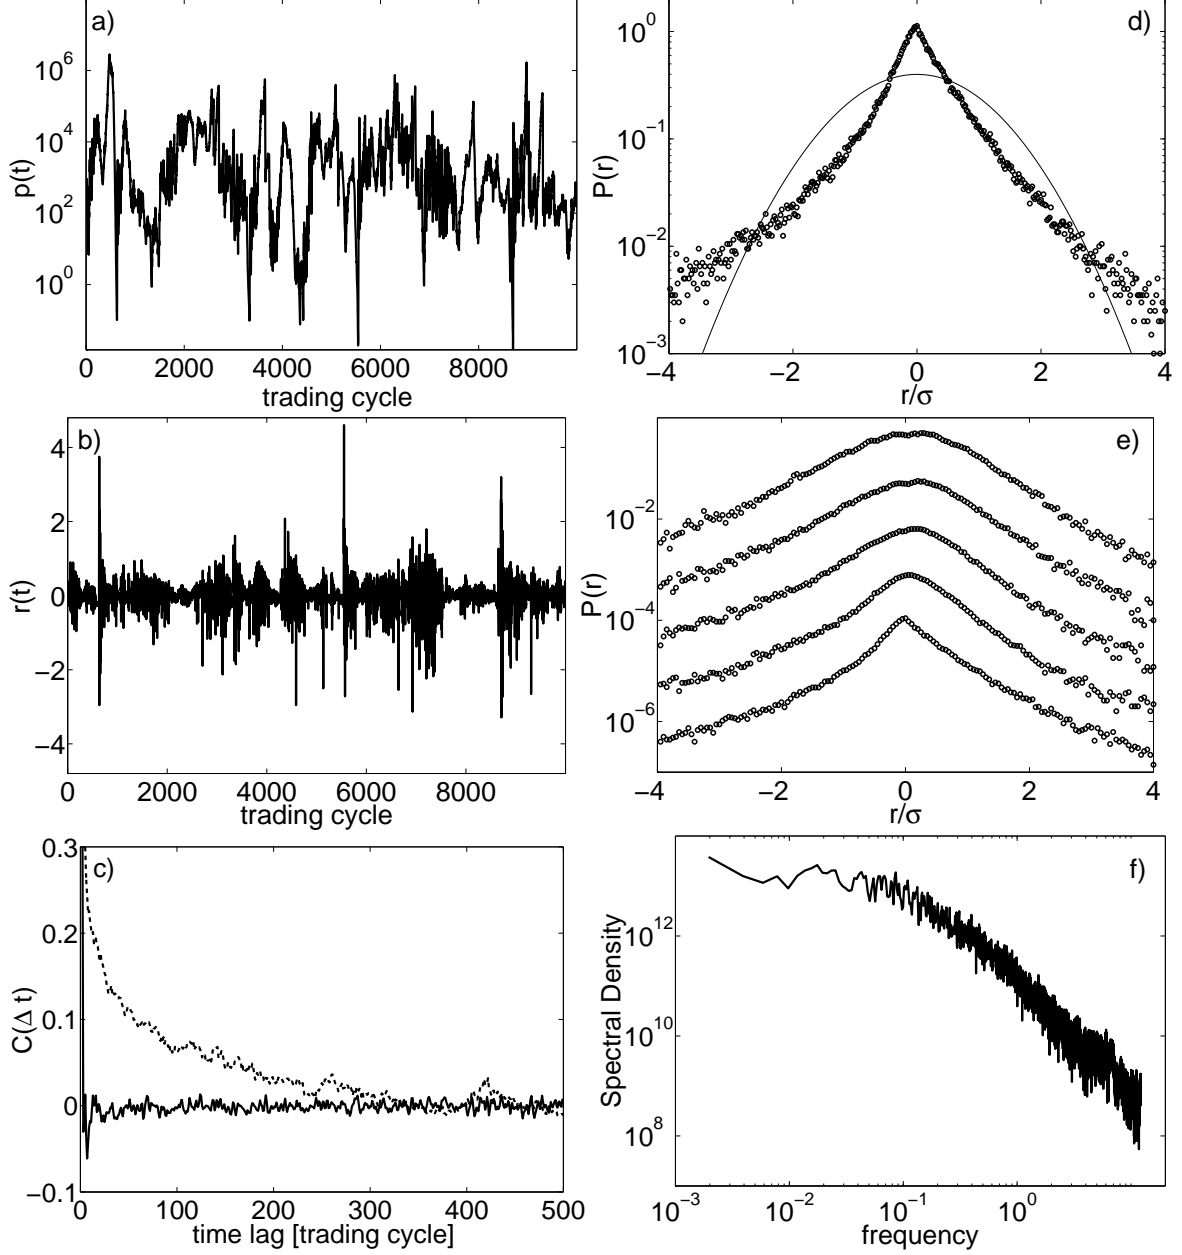 a)
p(t)
10^6
10^4
10^2
10^0
0 2000 4000 6000 8000
trading cycle
d)
P(r)
10^0
10^−1
10^−2
10^−3
−4 −2 0 2 4
r/σ
b)
r(t)
4
2
0
−2
−4
0 2000 4000 6000 8000
trading cycle
e)
P(r)
10^−2
10^−4
10^−6
−4 −2 0 2 4
r/σ
c)
C(Δ t)
0.3
0.2
0.1
0
−0.1
0 100 200 300 400 500
time lag [trading cycle]
f)
Spectral Density
10^12
10^10
10^8
10^−3 10^−2 10^−1 10^0
frequency